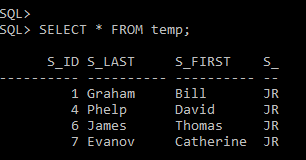 SQL>
SQL> SELECT * FROM temp;
S_ID S_LAST S_FIRST S_
---------- ---------- ---------- --
1 Graham Bill JR
4 Phelp David JR
6 James Thomas JR
7 Evanov Catherine JR